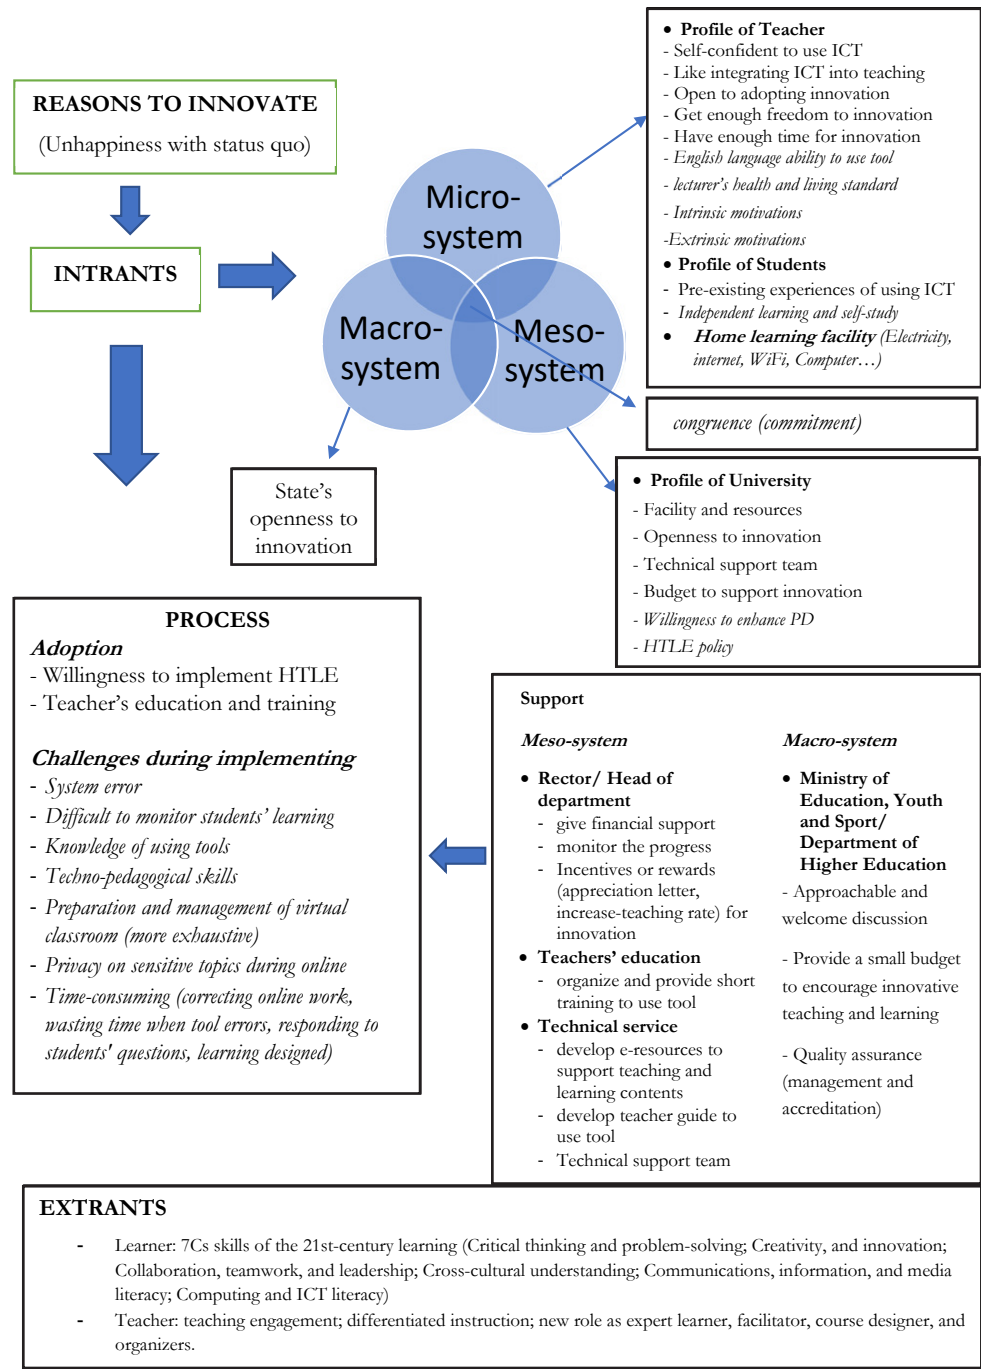 REASONS TO INNOVATE
(Unhappiness with status quo)
INTRANTS
Micro-
system
Macro-
system
Meso-
system
• Profile of Teacher
- Self-confident to use ICT
- Like integrating ICT into teaching
- Open to adopting innovation
- Get enough freedom to innovation
- Have enough time for innovation
- English language ability to use tool
- lecturer's health and living standard
- Intrinsic motivations
-Extrinsic motivations
• Profile of Students
- Pre-existing experiences of using ICT
- Independent learning and self-study
• Home learning facility (Electricity,
internet, WiFi, Computer…)
congruence (commitment)
State's
openness to
innovation
• Profile of University
- Facility and resources
- Openness to innovation
- Technical support team
- Budget to support innovation
- Willingness to enhance PD
- HTLE policy
PROCESS
Adoption
- Willingness to implement HTLE
- Teacher's education and training
Challenges during implementing
- System error
- Difficult to monitor students' learning
- Knowledge of using tools
- Techno-pedagogical skills
- Preparation and management of virtual
classroom (more exhaustive)
- Privacy on sensitive topics during online
- Time-consuming (correcting online work,
wasting time when tool errors, responding to
students' questions, learning designed)
Support
Meso-system
• Rector/ Head of
department
- give financial support
- monitor the progress
- Incentives or rewards
(appreciation letter,
increase-teaching rate) for
innovation
• Teachers' education
- organize and provide short
training to use tool
• Technical service
- develop e-resources to
support teaching and
learning contents
- develop teacher guide to
use tool
- Technical support team
Macro-system
• Ministry of
Education, Youth
and Sport/
Department of
Higher Education
- Approachable and
welcome discussion
- Provide a small budget
to encourage innovative
teaching and learning
- Quality assurance
(management and
accreditation)
EXTRANTS
- Learner: 7Cs skills of the 21st-century learning (Critical thinking and problem-solving; Creativity, and innovation;
Collaboration, teamwork, and leadership; Cross-cultural understanding; Communications, information, and media
literacy; Computing and ICT literacy)
- Teacher: teaching engagement; differentiated instruction; new role as expert learner, facilitator, course designer, and
organizers.